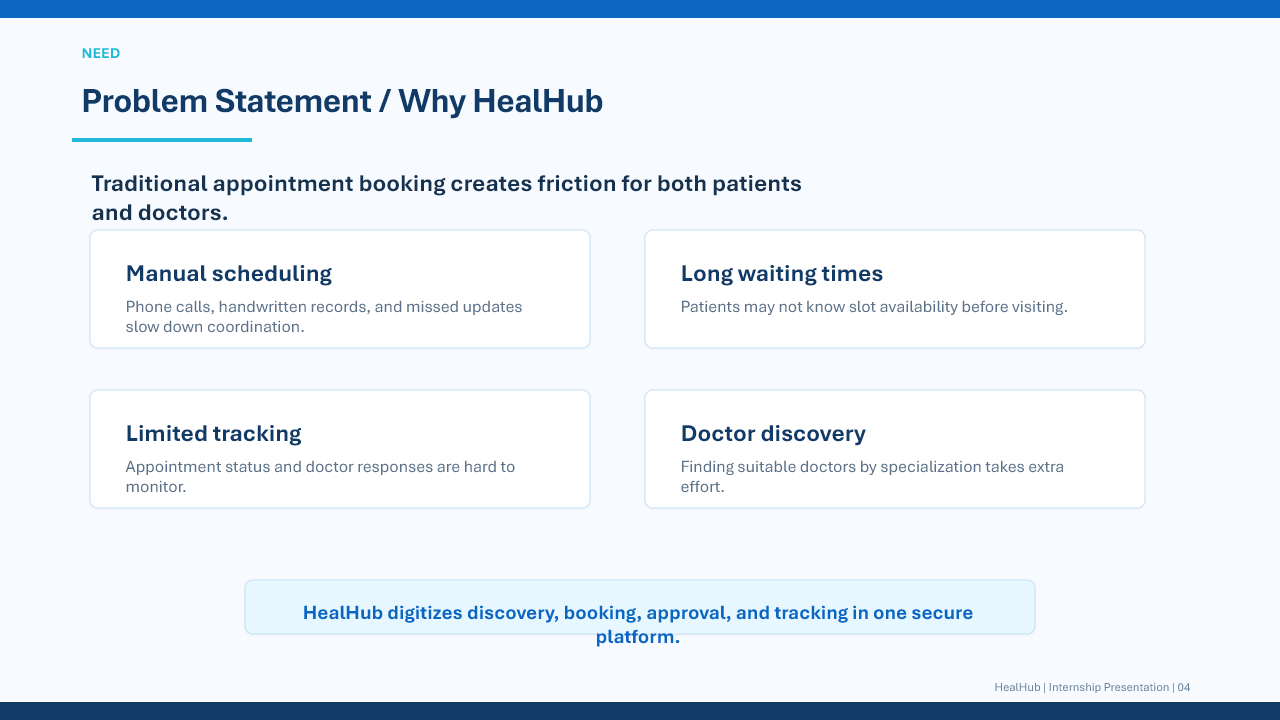 NEED
Problem Statement / Why HealHub
Traditional appointment booking creates friction for both patients
and doctors.
Manual scheduling
Phone calls, handwritten records, and missed updates
slow down coordination.
Long waiting times
Patients may not know slot availability before visiting.
Limited tracking
Appointment status and doctor responses are hard to
monitor.
Doctor discovery
Finding suitable doctors by specialization takes extra
effort.
HealHub digitizes discovery, booking, approval, and tracking in one secure
platform.
HealHub | Internship Presentation | 04